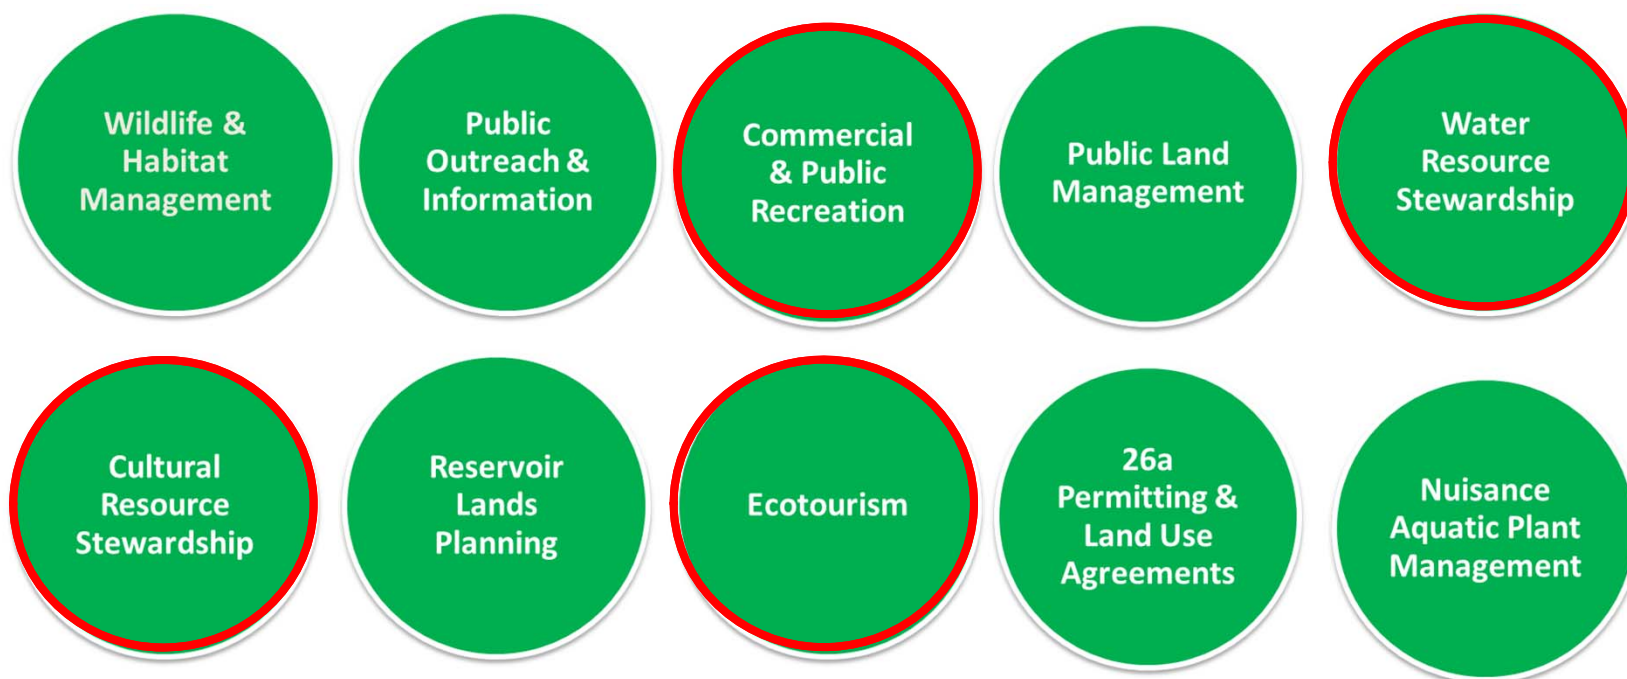 Wildlife &
Habitat
Management
Public
Outreach &
Information
Commercial
& Public
Recreation
Public Land
Management
Water
Resource
Stewardship
Cultural
Resource
Stewardship
Reservoir
Lands
Planning
Ecotourism
26a
Permitting &
Land Use
Agreements
Nuisance
Aquatic Plant
Management